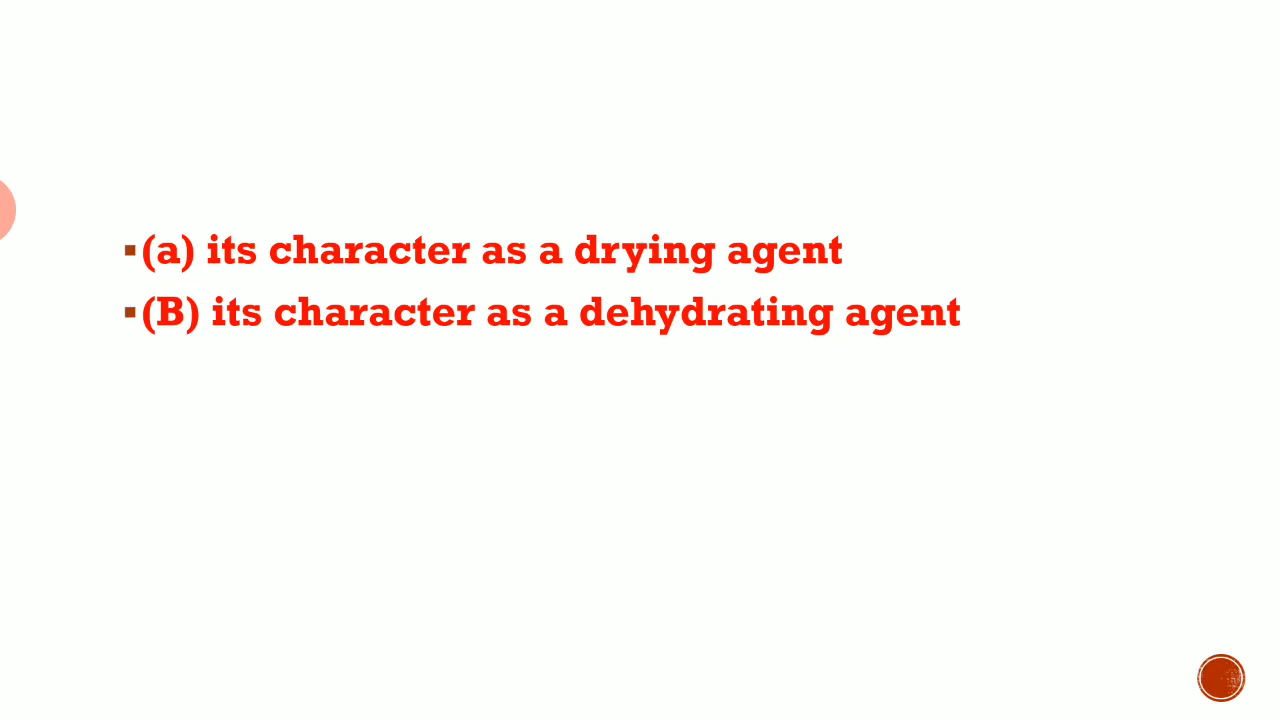 ▪(a) its character as a drying agent
▪(B) its character as a dehydrating agent